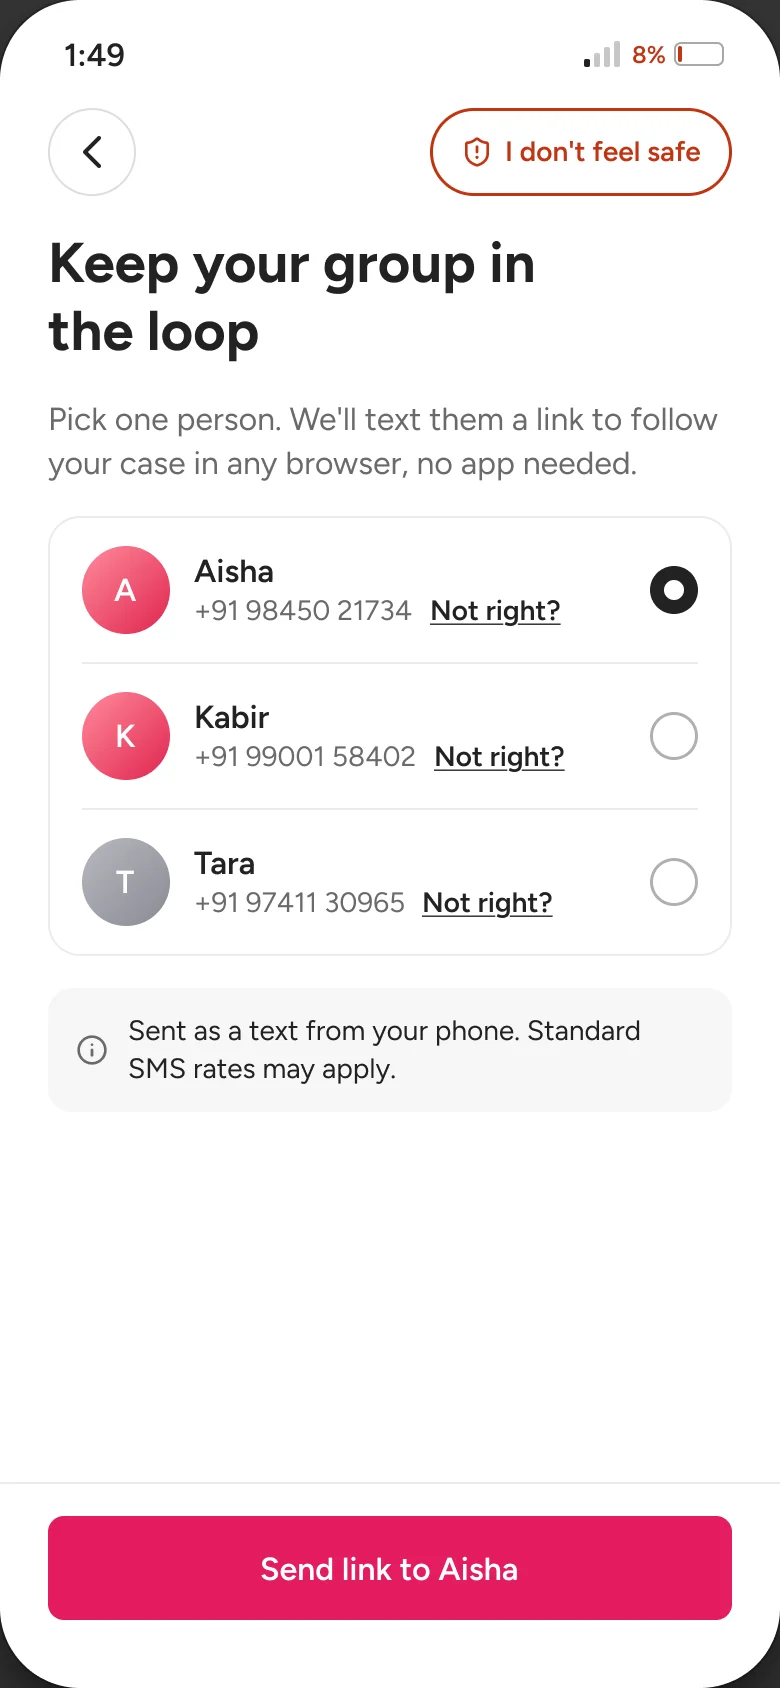 1:49
8%
I don't feel safe
Keep your group in
the loop
Pick one person. We'll text them a link to follow
your case in any browser, no app needed.
A
Aisha
+91 98450 21734 Not right?
K
Kabir
+91 99001 58402 Not right?
T
Tara
+91 97411 30965 Not right?
Sent as a text from your phone. Standard
SMS rates may apply.
Send link to Aisha